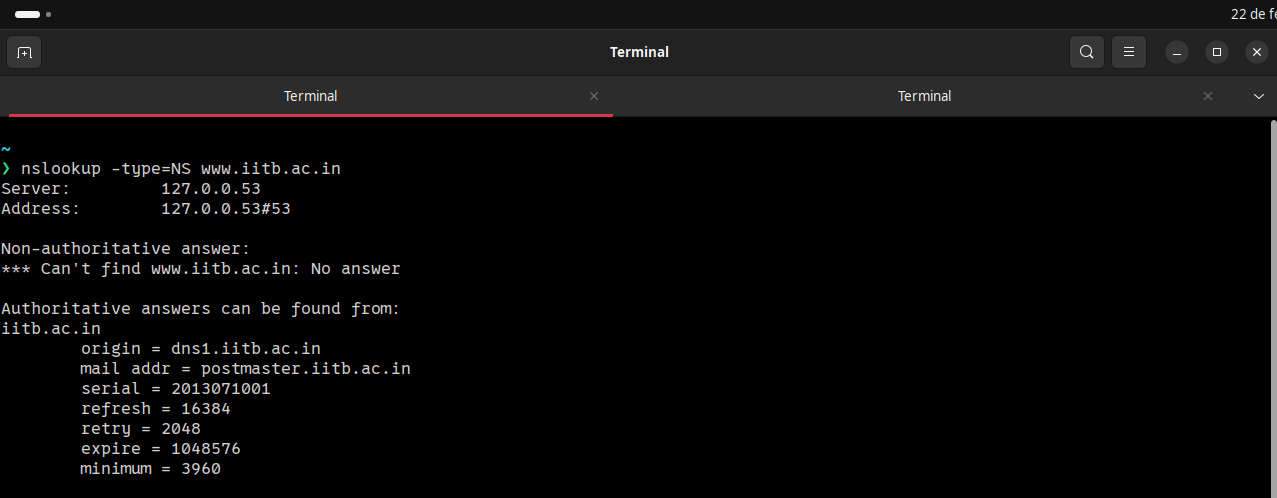 22 de fe
Terminal
Terminal
Terminal
~
❯ nslookup -type=NS www.iitb.ac.in
Server:         127.0.0.53
Address:        127.0.0.53#53
Non-authoritative answer:
*** Can't find www.iitb.ac.in: No answer
Authoritative answers can be found from:
iitb.ac.in
        origin = dns1.iitb.ac.in
        mail addr = postmaster.iitb.ac.in
        serial = 2013071001
        refresh = 16384
        retry = 2048
        expire = 1048576
        minimum = 3960